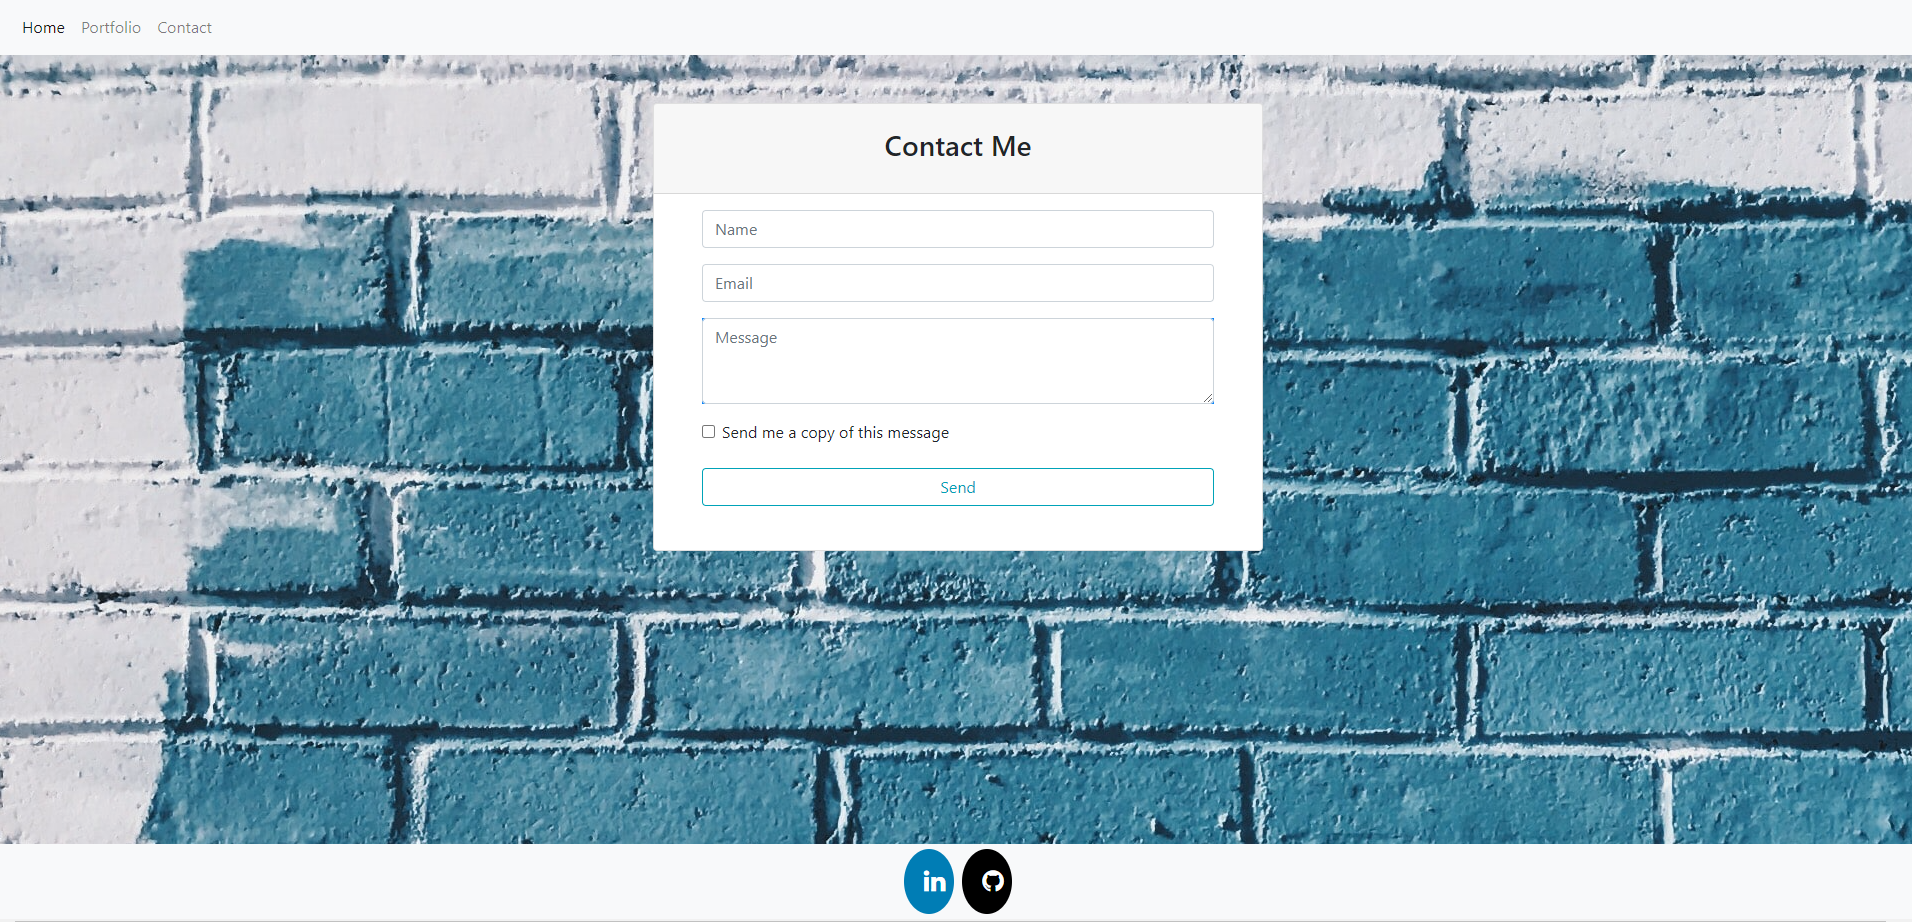 Home Portfolio Contact
Contact Me
Name
Email
Message
Send me a copy of this message
Send
in